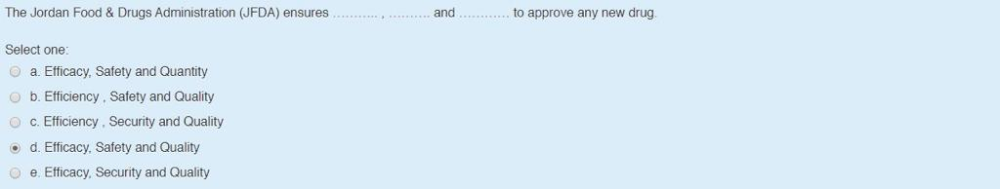 The Jordan Food & Drugs Administration (JFDA) ensures ..........., .......... and ............ to approve any new drug.
Select one:
a. Efficacy, Safety and Quantity
b. Efficiency , Safety and Quality
c. Efficiency , Security and Quality
d. Efficacy, Safety and Quality
e. Efficacy, Security and Quality